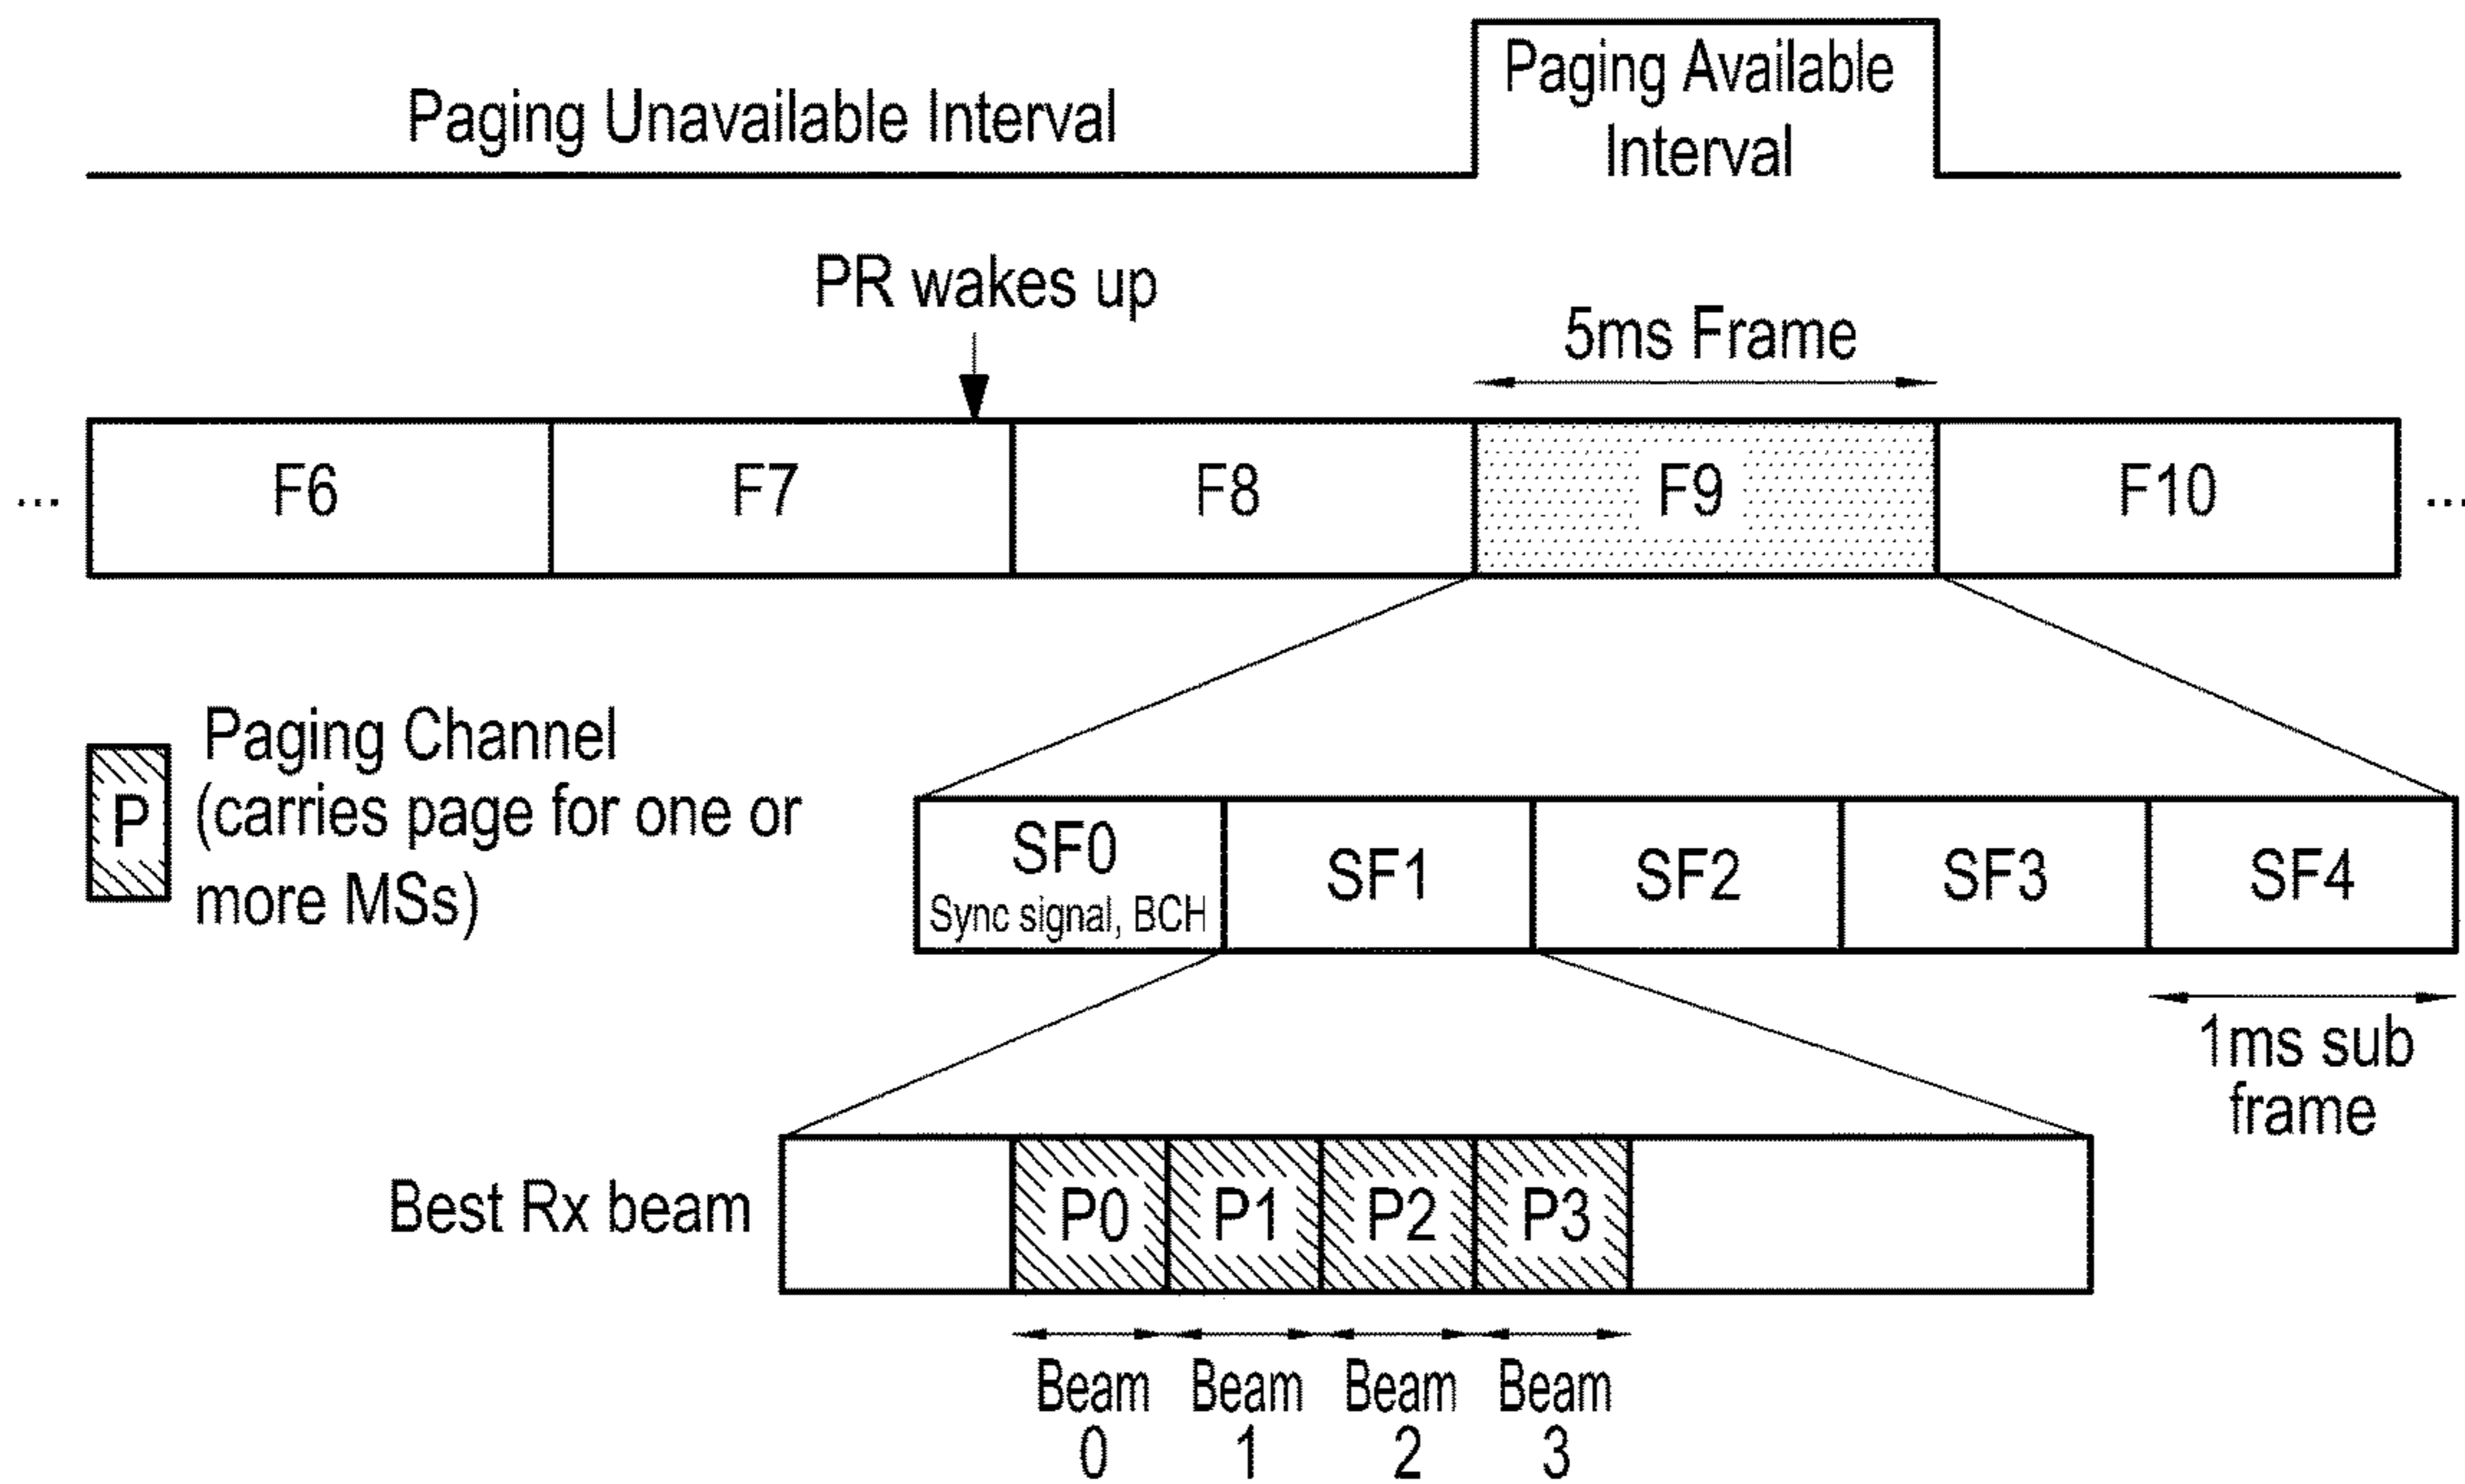 Paging Unavailable Interval
Paging Available
Interval
PR wakes up
5ms Frame
... F6 F7 F8 F9 F10 ...
P
Paging Channel
(carries page for one or
more MSs)
SF0 SF1 SF2 SF3 SF4
Sync signal, BCH
1ms sub
frame
Best Rx beam
P0 P1 P2 P3
Beam Beam Beam Beam
0 1 2 3